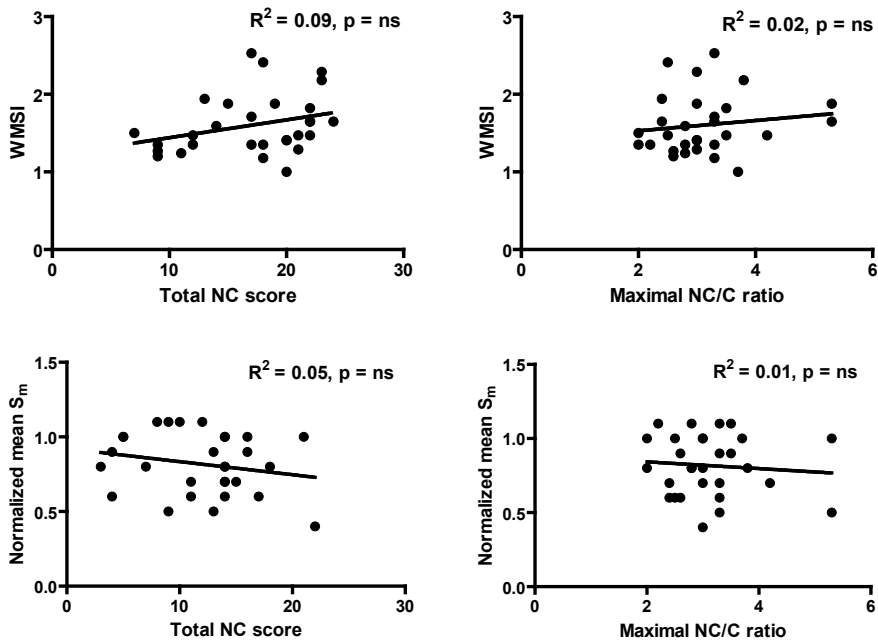 R² = 0.09, p = ns
3
2
1
0
WMSI
0
10
20
30
Total NC score
R² = 0.02, p = ns
3
2
1
0
WMSI
0
2
4
6
Maximal NC/C ratio
R² = 0.05, p = ns
1.5
1.0
0.5
0.0
Normalized mean Sₘ
0
10
20
30
Total NC score
R² = 0.01, p = ns
1.5
1.0
0.5
0.0
Normalized mean Sₘ
0
2
4
6
Maximal NC/C ratio